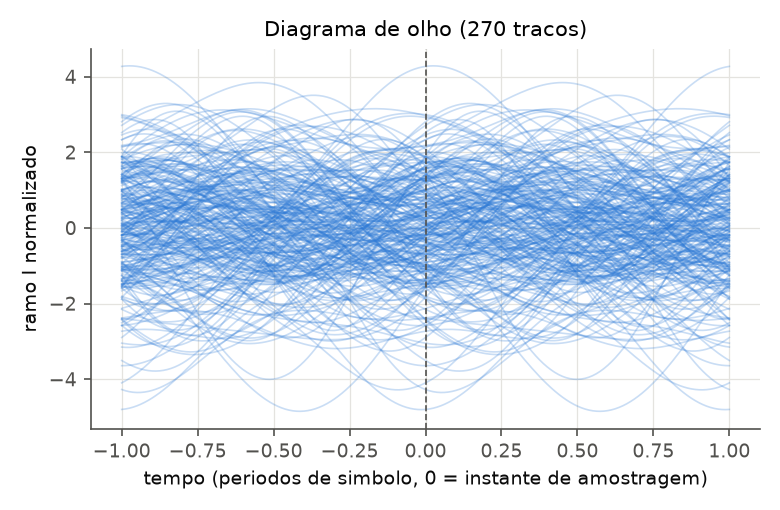 Diagrama de olho (270 tracos)
ramo I normalizado
4
2
0
−2
−4
−1.00 −0.75 −0.50 −0.25 0.00 0.25 0.50 0.75 1.00
tempo (periodos de simbolo, 0 = instante de amostragem)